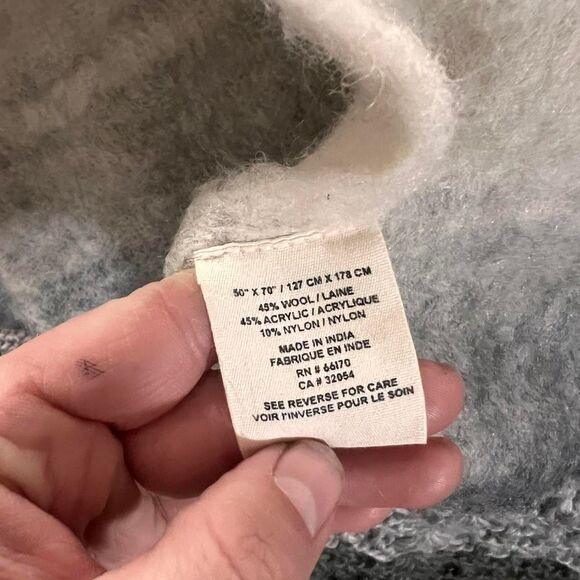 50" X 70" / 127 CM X 178 CM
45% WOOL / LAINE
45% ACRYLIC / ACRYLIQUE
10% NYLON / NYLON
MADE IN INDIA
FABRIQUE EN INDE
RN # 66170
CA # 32054
SEE REVERSE FOR CARE
VOIR l'INVERSE POUR LE SOIN